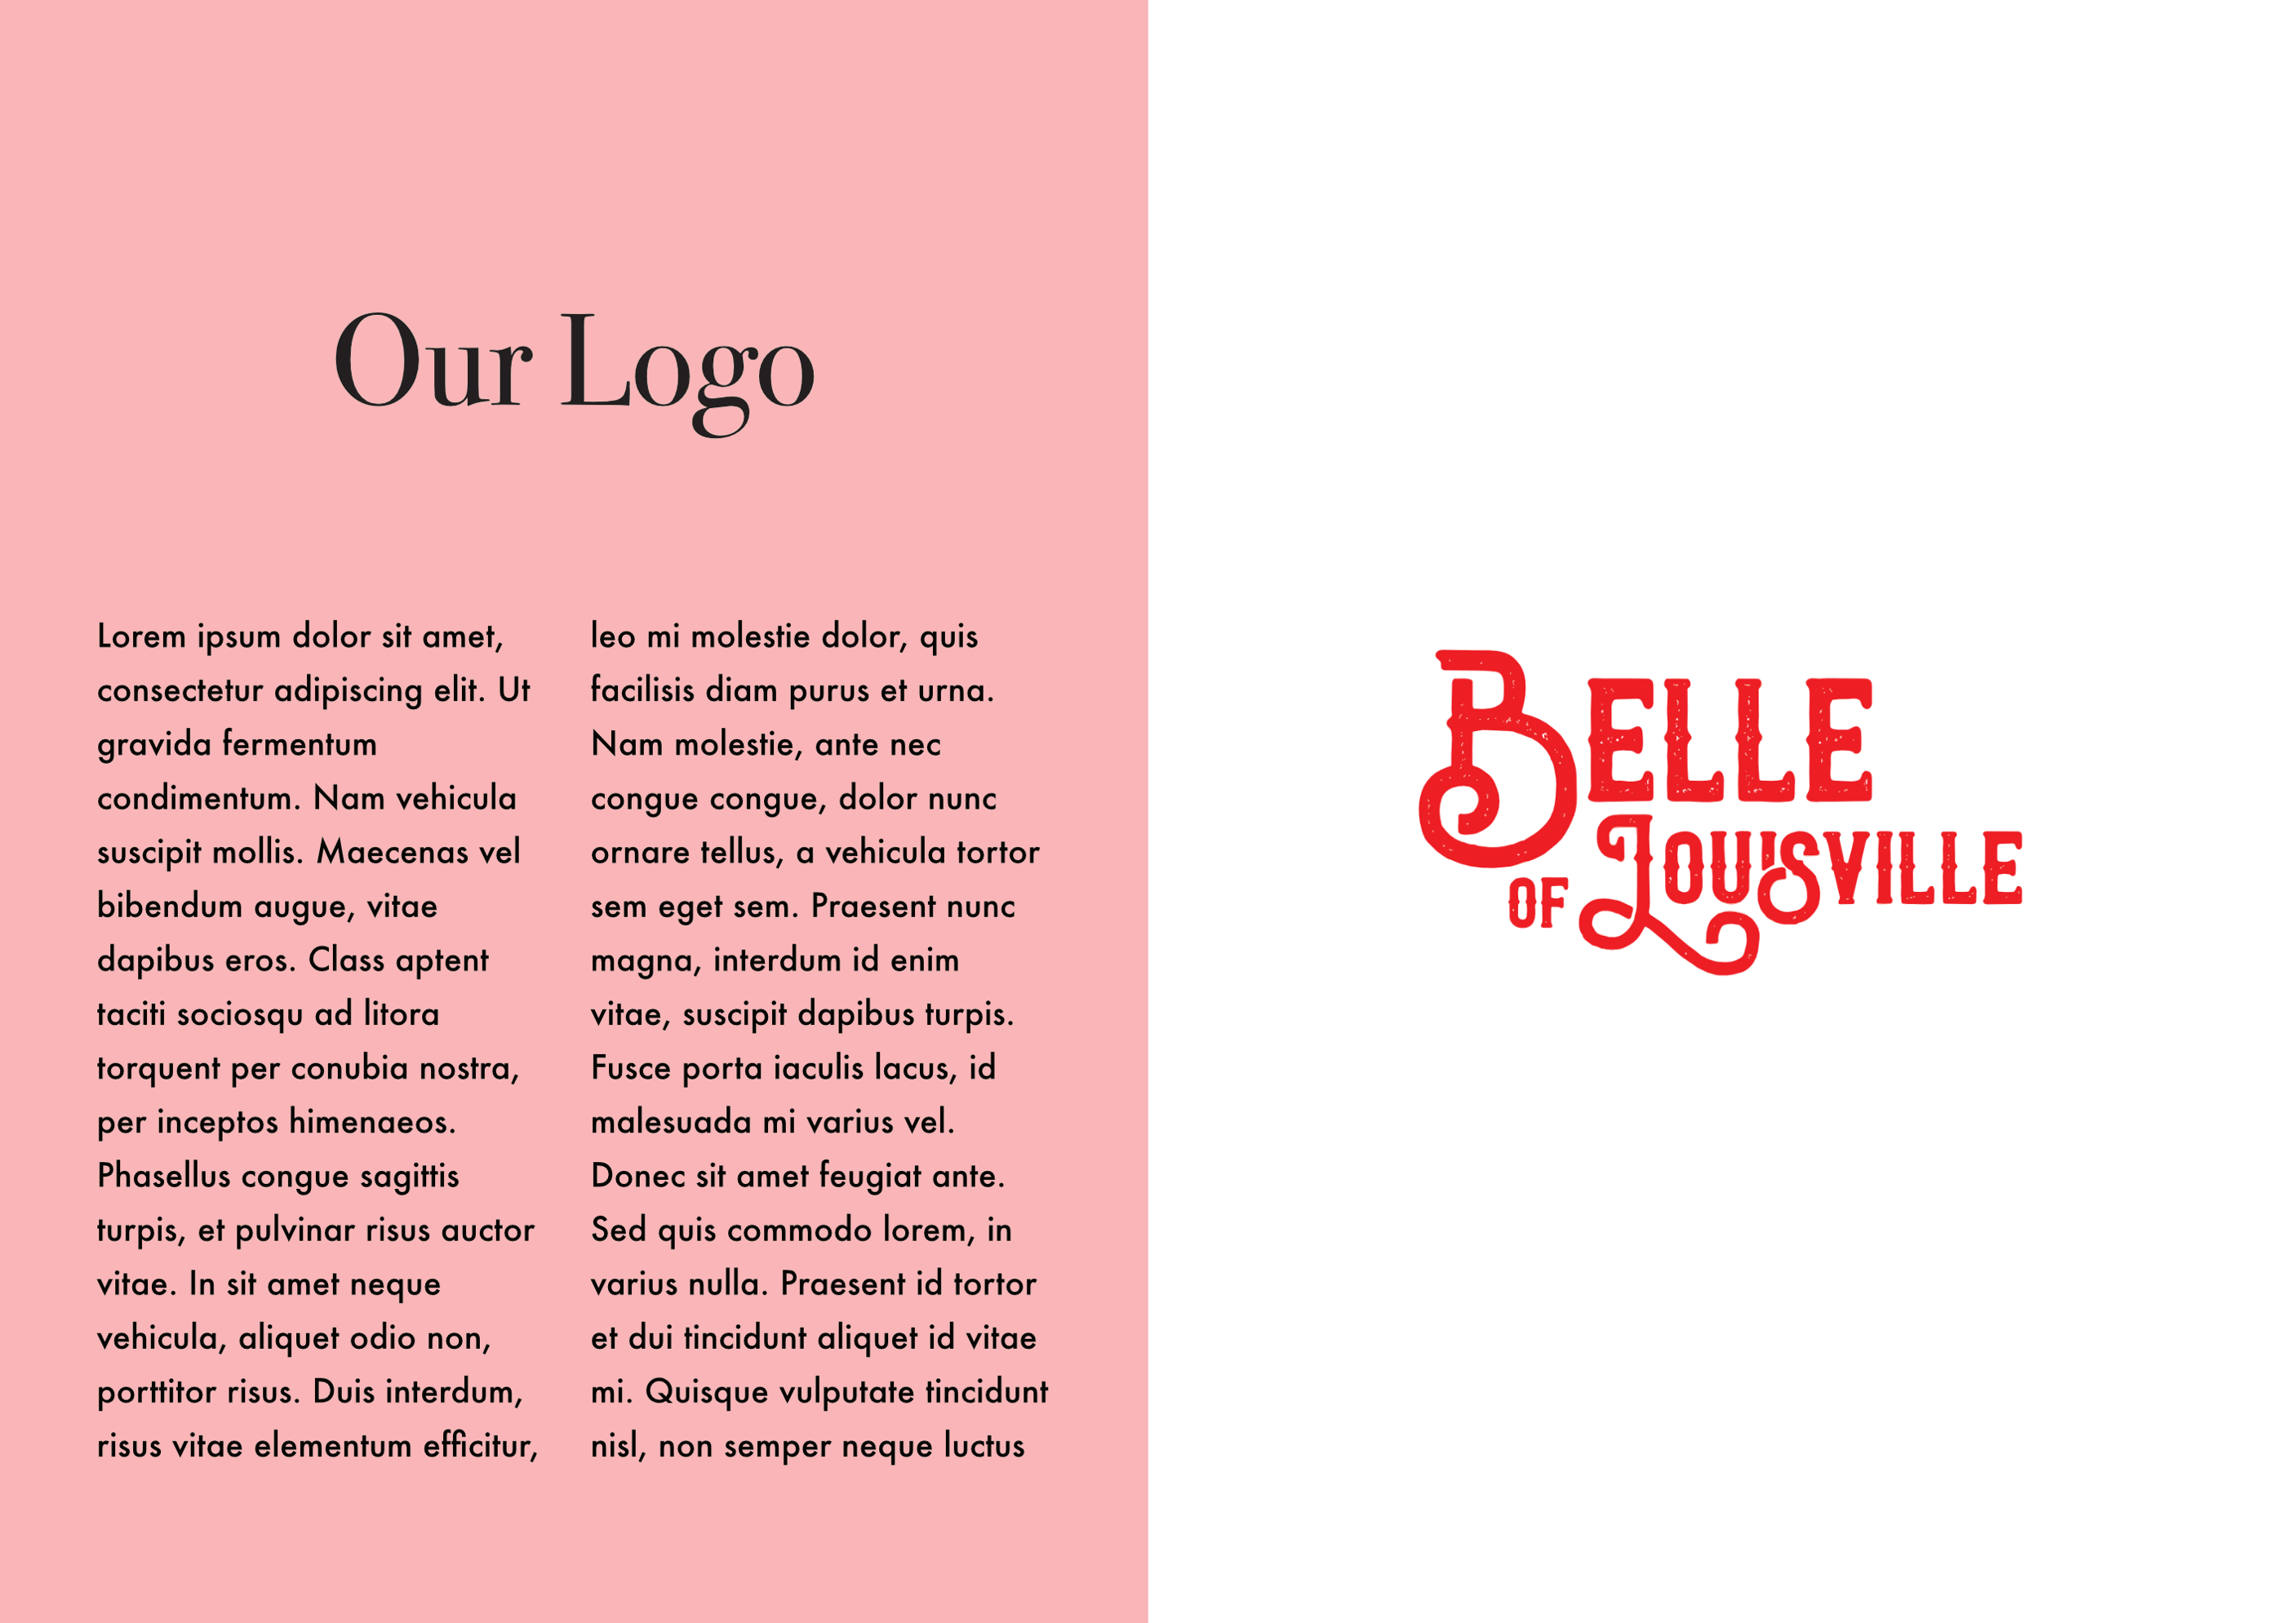 Our Logo
Lorem ipsum dolor sit amet,
consectetur adipiscing elit. Ut
gravida fermentum
condimentum. Nam vehicula
suscipit mollis. Maecenas vel
bibendum augue, vitae
dapibus eros. Class aptent
taciti sociosqu ad litora
torquent per conubia nostra,
per inceptos himenaeos.
Phasellus congue sagittis
turpis, et pulvinar risus auctor
vitae. In sit amet neque
vehicula, aliquet odio non,
porttitor risus. Duis interdum,
risus vitae elementum efficitur,
leo mi molestie dolor, quis
facilisis diam purus et urna.
Nam molestie, ante nec
congue congue, dolor nunc
ornare tellus, a vehicula tortor
sem eget sem. Praesent nunc
magna, interdum id enim
vitae, suscipit dapibus turpis.
Fusce porta iaculis lacus, id
malesuada mi varius vel.
Donec sit amet feugiat ante.
Sed quis commodo lorem, in
varius nulla. Praesent id tortor
et dui tincidunt aliquet id vitae
mi. Quisque vulputate tincidunt
nisl, non semper neque luctus
BELLE
OF LOUISVILLE